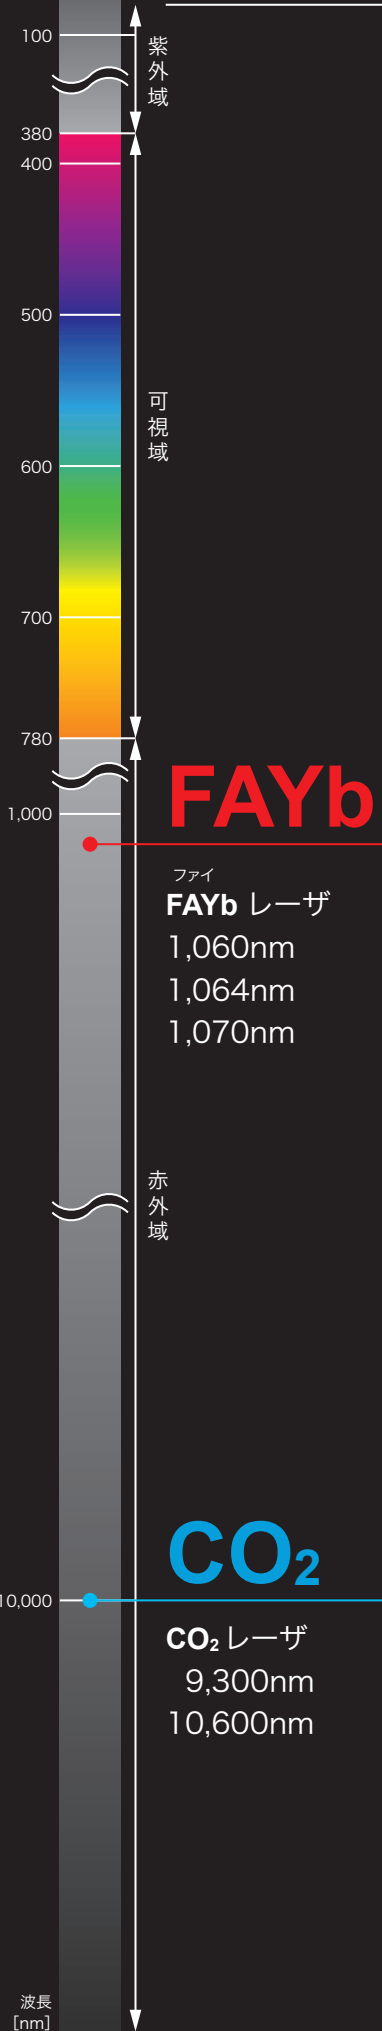 100
紫外域
380
400
500
可視域
600
700
780
FAYb
1,000
ファイ
FAYb レーザ
1,060nm
1,064nm
1,070nm
赤外域
CO₂
10,000
CO₂ レーザ
9,300nm
10,600nm
波長
[nm]